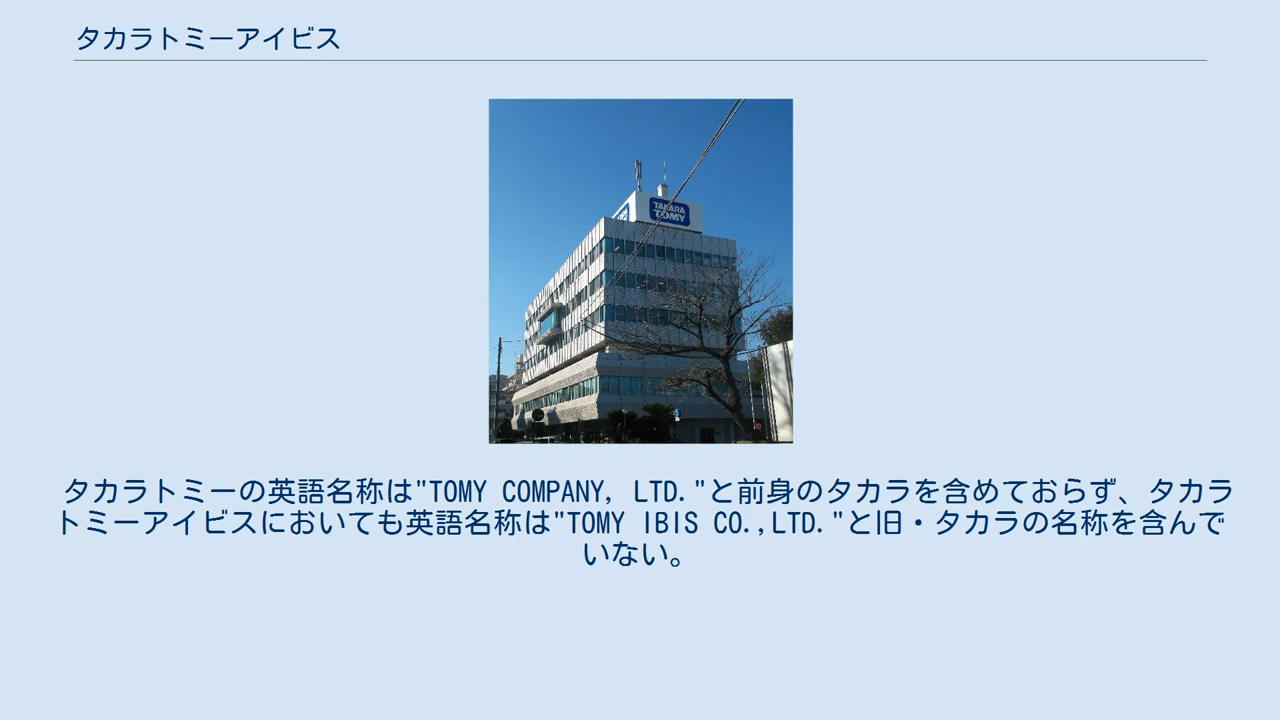 タカラトミーアイビス
TAKARA
TOMY
タカラトミーの英語名称は"TOMY COMPANY, LTD."と前身のタカラを含めておらず、タカラ
トミーアイビスにおいても英語名称は"TOMY IBIS CO.,LTD."と旧・タカラの名称を含んで
いない。